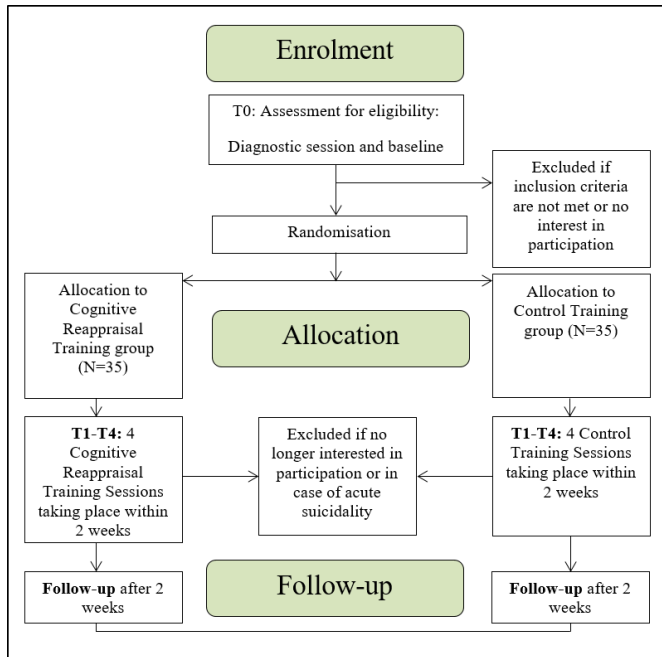 Enrolment
T0: Assessment for eligibility:
Diagnostic session and baseline
Excluded if
inclusion criteria
are not met or no
interest in
participation
Randomisation
Allocation to
Cognitive
Reappraisal
Training group
(N=35)
Allocation
Allocation to
Control Training
group (N=35)
T1-T4: 4
Cognitive
Reappraisal
Training Sessions
taking place within
2 weeks
Excluded if no
longer interested in
participation or in
case of acute
suicidality
T1-T4: 4 Control
Training Sessions
taking place within
2 weeks
Follow-up after 2
weeks
Follow-up
Follow-up after 2
weeks